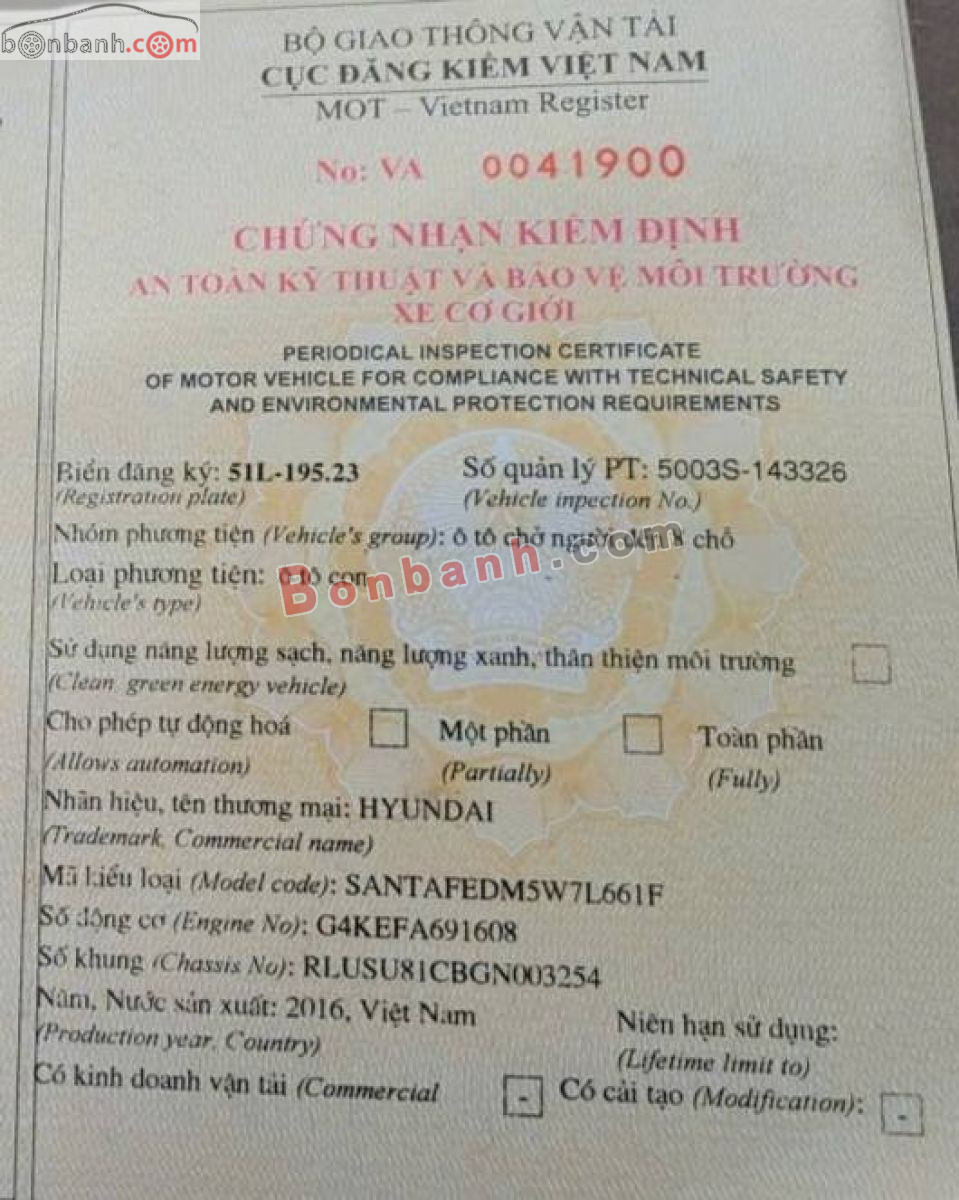 bonbanh.com
BỘ GIAO THÔNG VẬN TẢI
CỤC ĐĂNG KIỂM VIỆT NAM
MOT – Vietnam Register
No: VA 0041900
CHỨNG NHẬN KIỂM ĐỊNH
AN TOÀN KỸ THUẬT VÀ BẢO VỆ MÔI TRƯỜNG
XE CƠ GIỚI
PERIODICAL INSPECTION CERTIFICATE
OF MOTOR VEHICLE FOR COMPLIANCE WITH TECHNICAL SAFETY
AND ENVIRONMENTAL PROTECTION REQUIREMENTS
Biển đăng ký: 51L-195.23 Số quản lý PT: 5003S-143326
(Registration plate) (Vehicle inpection No.)
Nhóm phương tiện (Vehicle's group): ô tô chở người đến 8 chỗ
Loại phương tiện: ô tô con
Bonbanh.com
(Vehicle's type)
Sử dụng năng lượng sạch, năng lượng xanh, thân thiện môi trường
(Clean, green energy vehicle)
Cho phép tự động hoá Một phần Toàn phần
(Allows automation) (Partially) (Fully)
Nhãn hiệu, tên thương mại: HYUNDAI
(Trademark, Commercial name)
Mã kiểu loại (Model code): SANTAFEDM5W7L661F
Số động cơ (Engine No): G4KEFA691608
Số khung (Chassis No): RLUSU81CBGN003254
Năm, Nước sản xuất: 2016, Việt Nam Niên hạn sử dụng:
(Production year, Country) (Lifetime limit to)
Có kinh doanh vận tải (Commercial - Có cải tạo (Modification): -